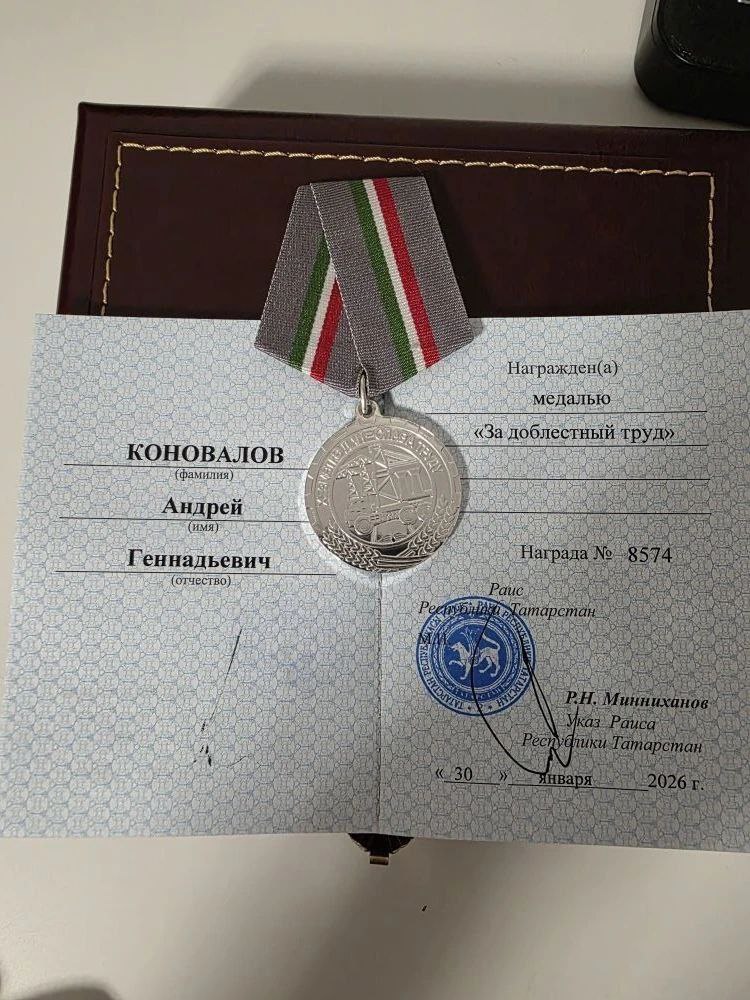 КОНОВАЛОВ
(фамилия)
Андрей
(имя)
Геннадьевич
(отчество)
Награжден(а)
медалью
«За доблестный труд»
Награда № 8574
Раис
Республики Татарстан
М.П.
Р.Н. Минниханов
Указ Раиса
Республики Татарстан
« 30 » января 2026 г.